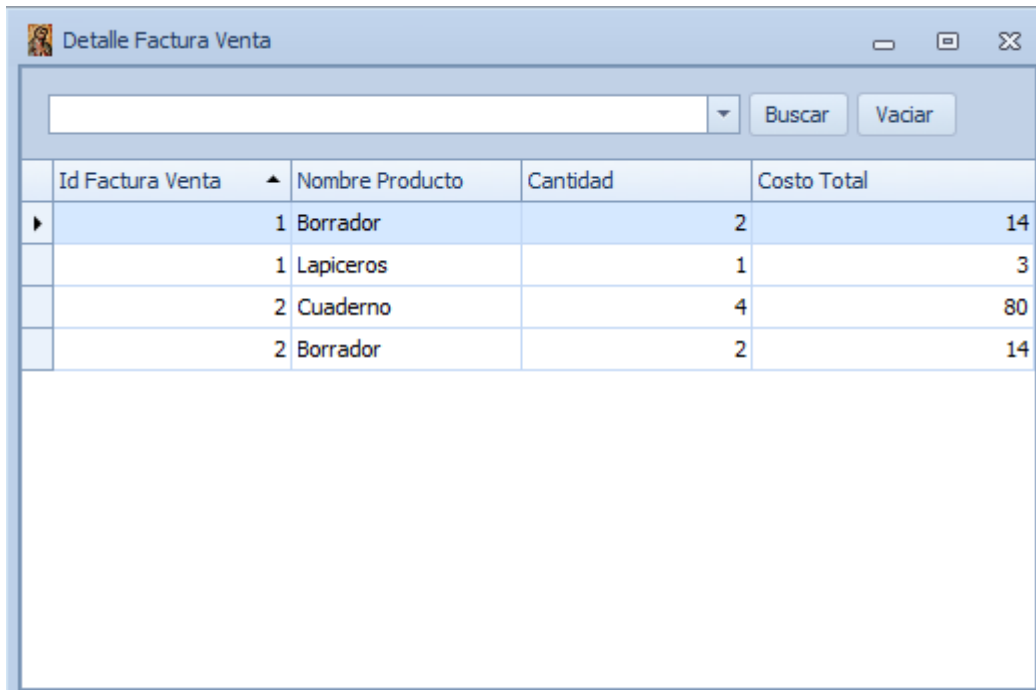 Detalle Factura Venta
Buscar Vaciar
Id Factura Venta Nombre Producto Cantidad Costo Total
1 Borrador 2 14
1 Lapiceros 1 3
2 Cuaderno 4 80
2 Borrador 2 14